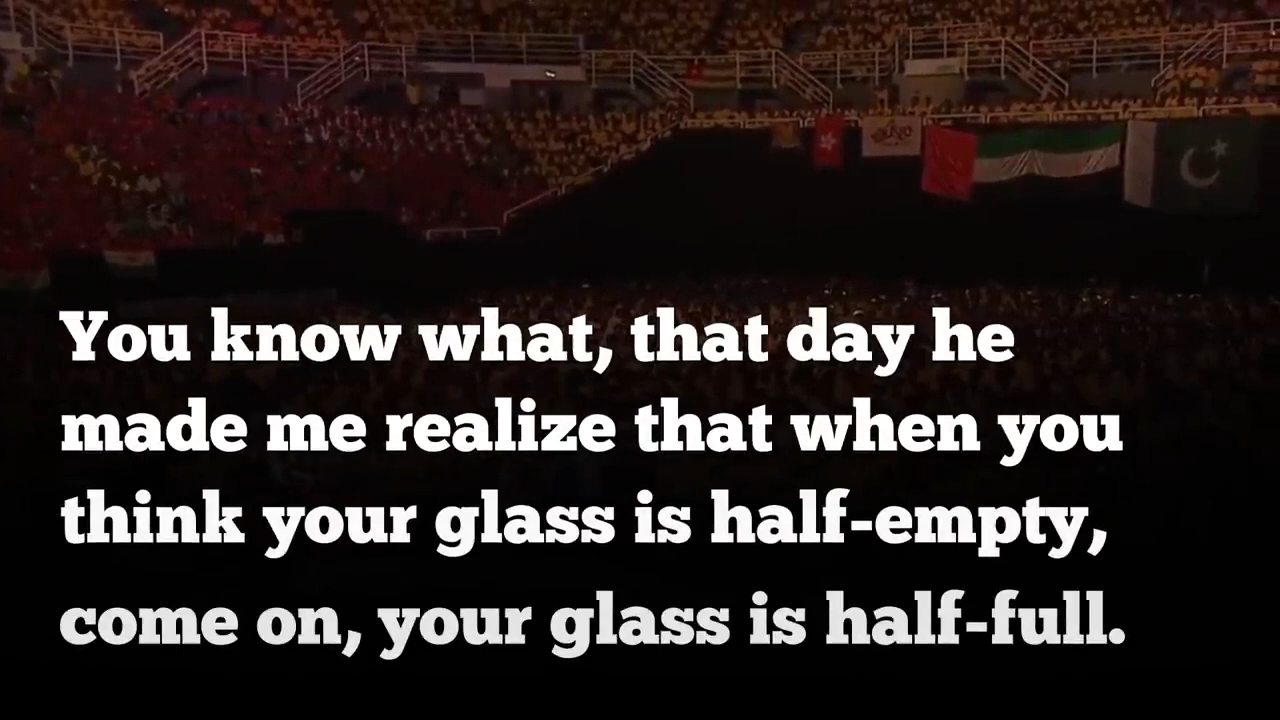 You know what, that day he
made me realize that when you
think your glass is half-empty,
come on, your glass is half-full.